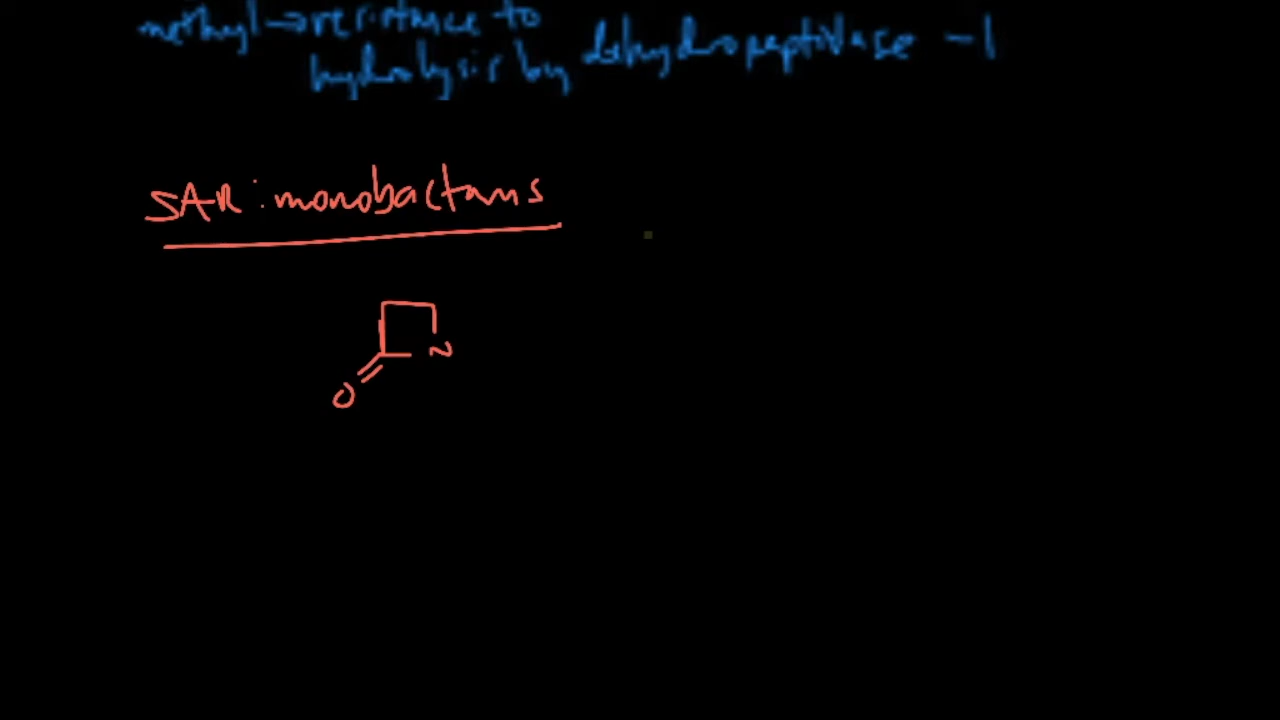 methyl → resistance to
hydrolysis by dehydropeptidase -1
SAR: monobactams
N
O